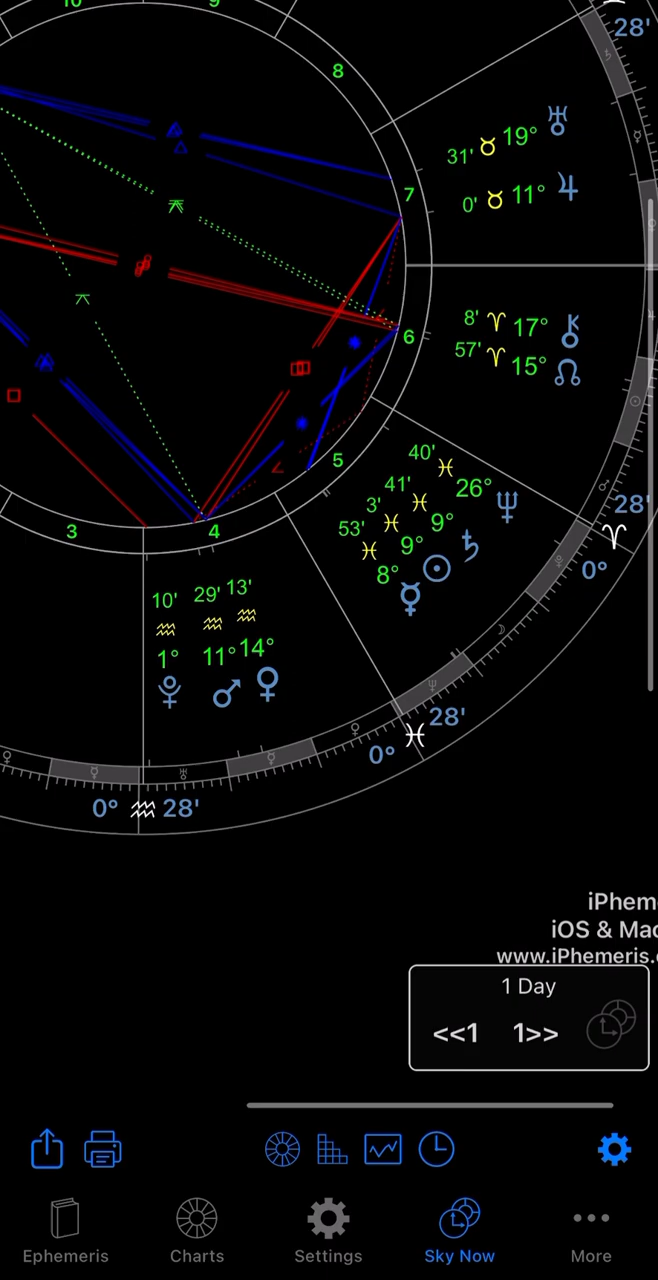 10
9
28'
8
31' ♉ 19° ♅
7
0' ♉ 11° ♃
8' ♈ 17° ⚷
6
57' ♈ 15° ☊
5
40' ♓ 26° ♆
41' ♓ 9° ♄
3' ♓ 9° ☉
53' ♓ 8° ☿
3
4
28'
♈
0°
10' ♒ 1° ♇
29' ♒ 11° ♂
13' ♒ 14° ♀
0° ♓ 28'
0° ♒ 28'
iPhem
iOS & Mac
www.iPhemeris.
1 Day
<<1 1>>
Ephemeris Charts Settings Sky Now More